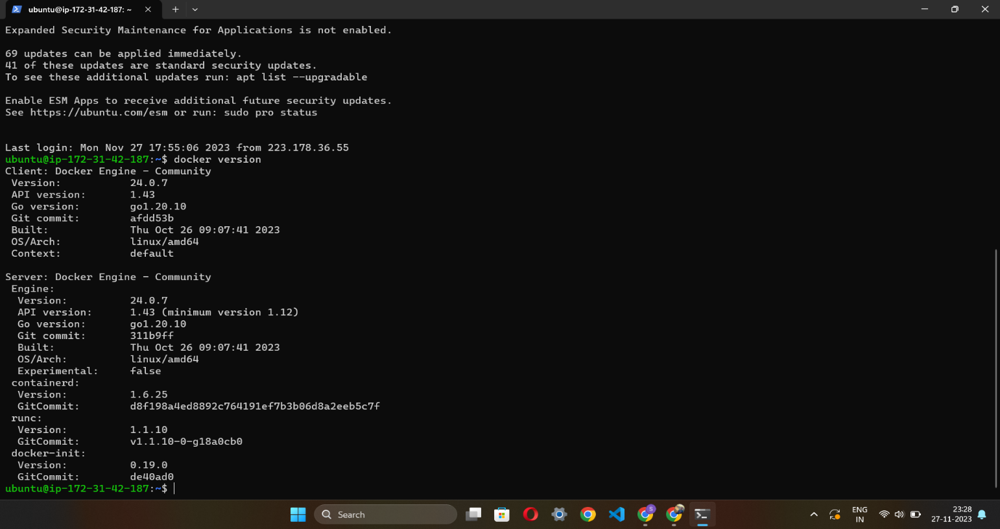 ubuntu@ip-172-31-42-187: ~
Expanded Security Maintenance for Applications is not enabled.
69 updates can be applied immediately.
41 of these updates are standard security updates.
To see these additional updates run: apt list --upgradable
Enable ESM Apps to receive additional future security updates.
See https://ubuntu.com/esm or run: sudo pro status
Last login: Mon Nov 27 17:55:06 2023 from 223.178.36.55
ubuntu@ip-172-31-42-187:~$ docker version
Client: Docker Engine - Community
Version: 24.0.7
API version: 1.43
Go version: go1.20.10
Git commit: afdd53b
Built: Thu Oct 26 09:07:41 2023
OS/Arch: linux/amd64
Context: default
Server: Docker Engine - Community
Engine:
Version: 24.0.7
API version: 1.43 (minimum version 1.12)
Go version: go1.20.10
Git commit: 311b9ff
Built: Thu Oct 26 09:07:41 2023
OS/Arch: linux/amd64
Experimental: false
containerd:
Version: 1.6.25
GitCommit: d8f198a4ed8892c764191ef7b3b06d8a2eeb5c7f
runc:
Version: 1.1.10
GitCommit: v1.1.10-0-g18a0cb0
docker-init:
Version: 0.19.0
GitCommit: de40ad0
ubuntu@ip-172-31-42-187:~$
Search
S
ENG
IN
23:28
27-11-2023